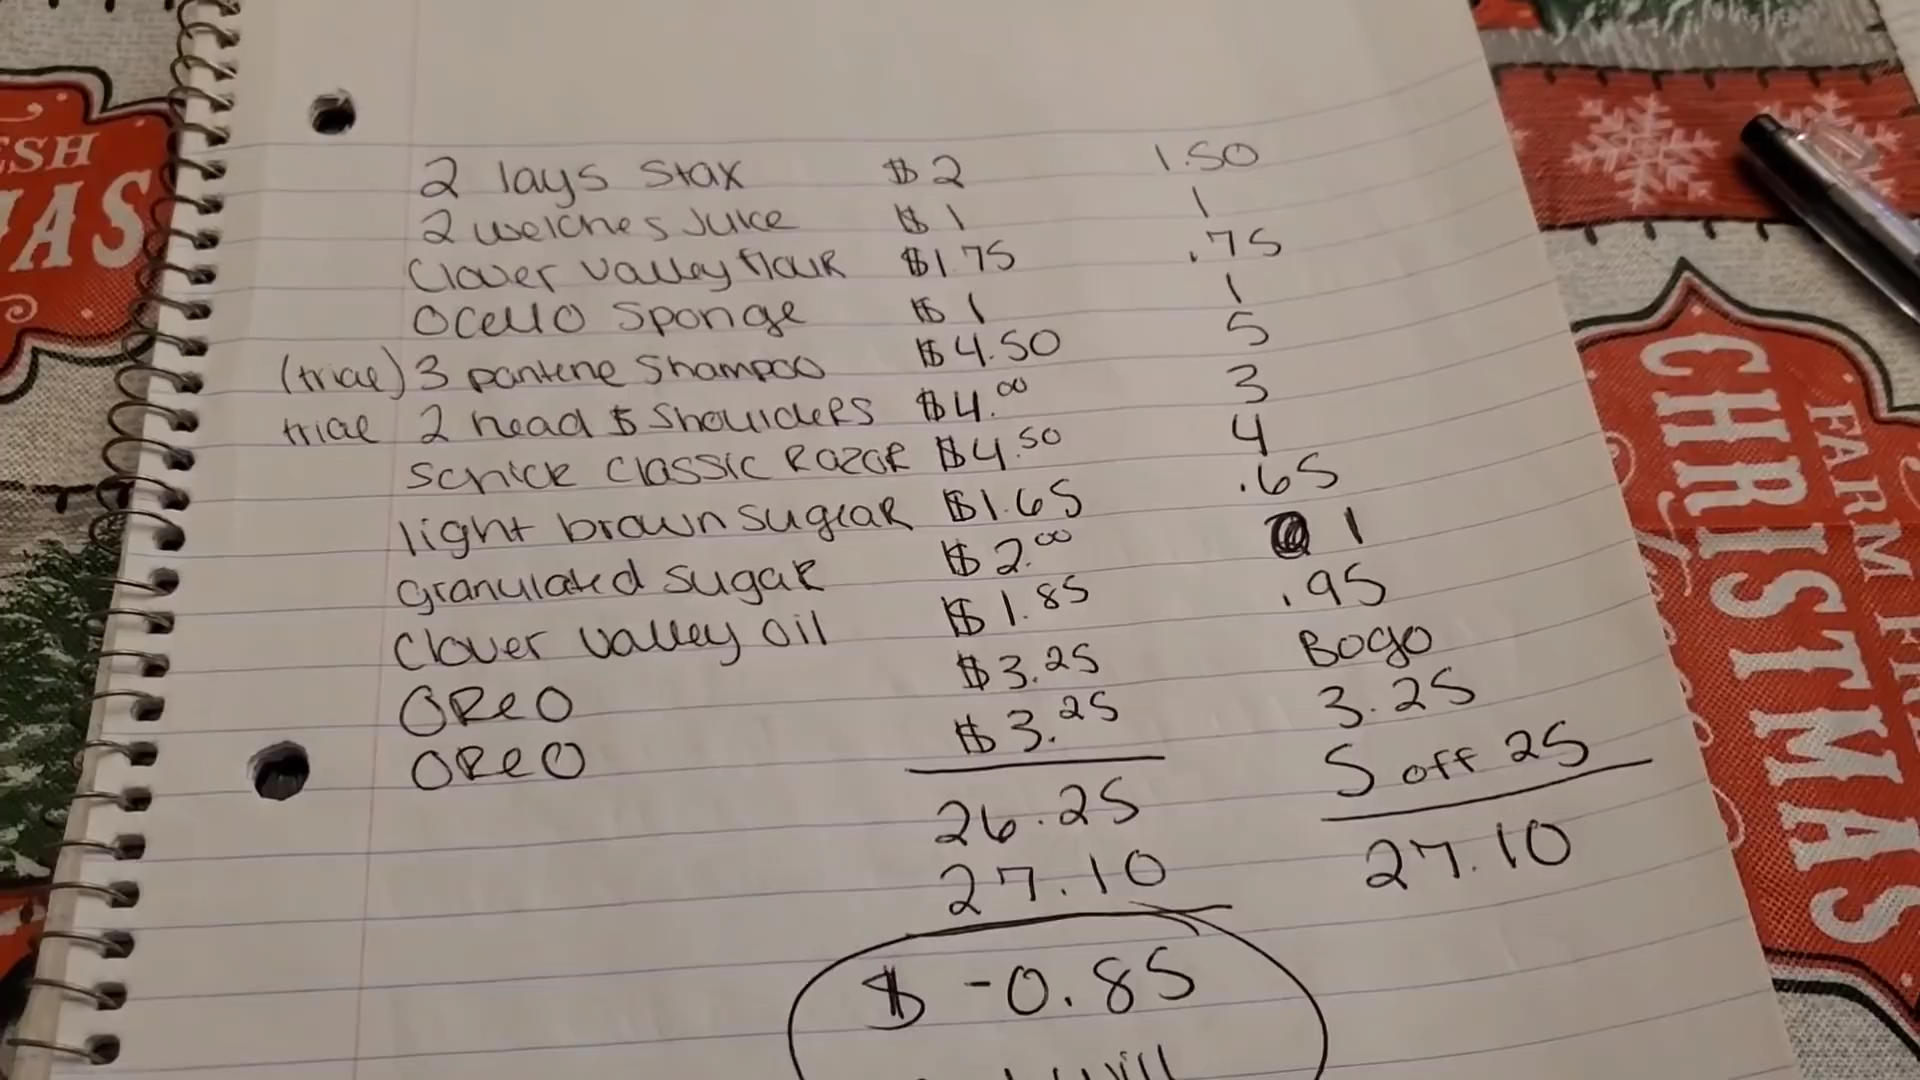 2 lays stax $2 1.50
2 welches juice $1 1
Clover valley flour $1.75 .75
Ocello Sponge $1 1
(trial) 3 pantene Shampoo $4.50 5
trial 2 head $ Shoulders $4.00 3
Schick Classic Razor $4.50 4
light brown sugear $1.65 .65
granulated sugar $2.00 1
Clover valley oil $1.85 .95
OReO $3.25 Bogo
OReO $3.25 3.25
5 off 25
26.25
27.10 27.10
$ -0.85
ESH
MAS
CHRISTMAS
FARM